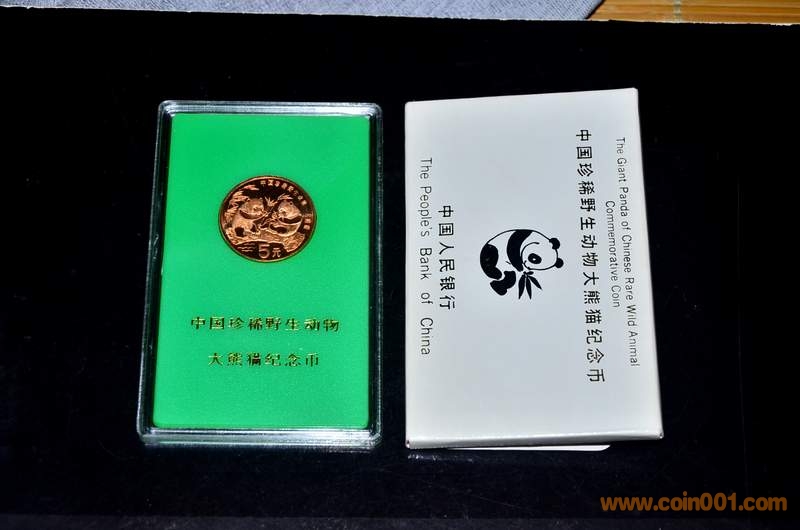 5元
中国珍稀野生动物
大熊猫纪念币
The Giant Panda of Chinese Rare Wild Animal
Commemorative Coin
中国珍稀野生动物大熊猫纪念币
中国人民银行
The People's Bank of China
www.coin001.com